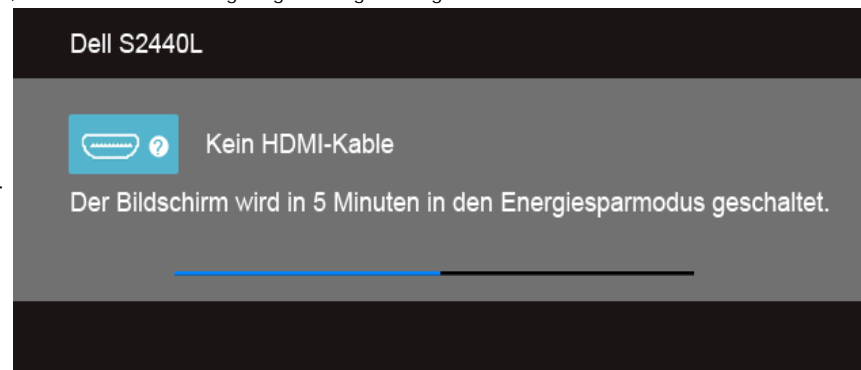 Dell S2440L
Kein HDMI-Kable
Der Bildschirm wird in 5 Minuten in den Energiesparmodus geschaltet.